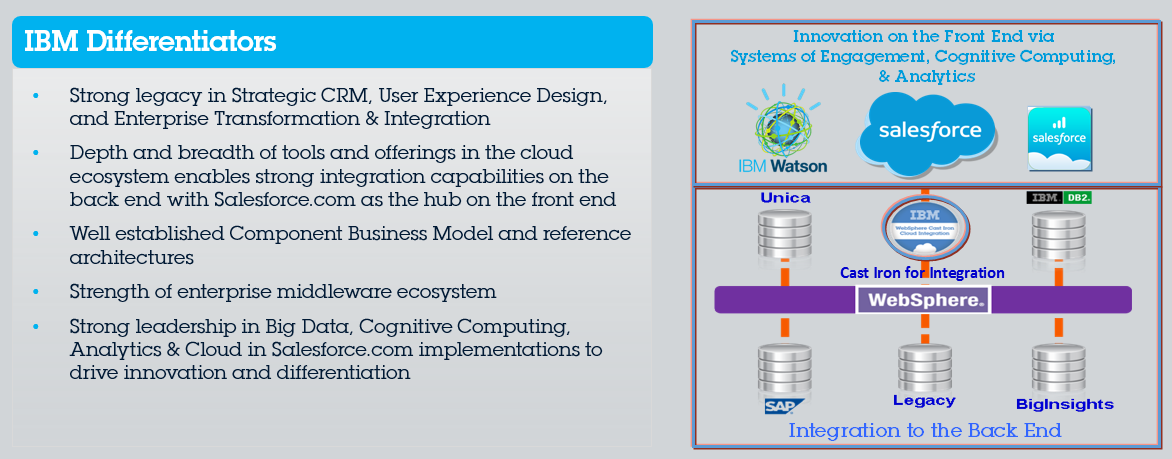 IBM Differentiators
• Strong legacy in Strategic CRM, User Experience Design,
and Enterprise Transformation & Integration
• Depth and breadth of tools and offerings in the cloud
ecosystem enables strong integration capabilities on the
back end with Salesforce.com as the hub on the front end
• Well established Component Business Model and reference
architectures
• Strength of enterprise middleware ecosystem
• Strong leadership in Big Data, Cognitive Computing,
Analytics & Cloud in Salesforce.com implementations to
drive innovation and differentiation
Innovation on the Front End via
Systems of Engagement, Cognitive Computing,
& Analytics
IBM Watson
salesforce
salesforce
Unica
IBM
WebSphere Cast Iron
Cloud Integration
IBM DB2.
Cast Iron for Integration
WebSphere.
SAP
Legacy
BigInsights
Integration to the Back End